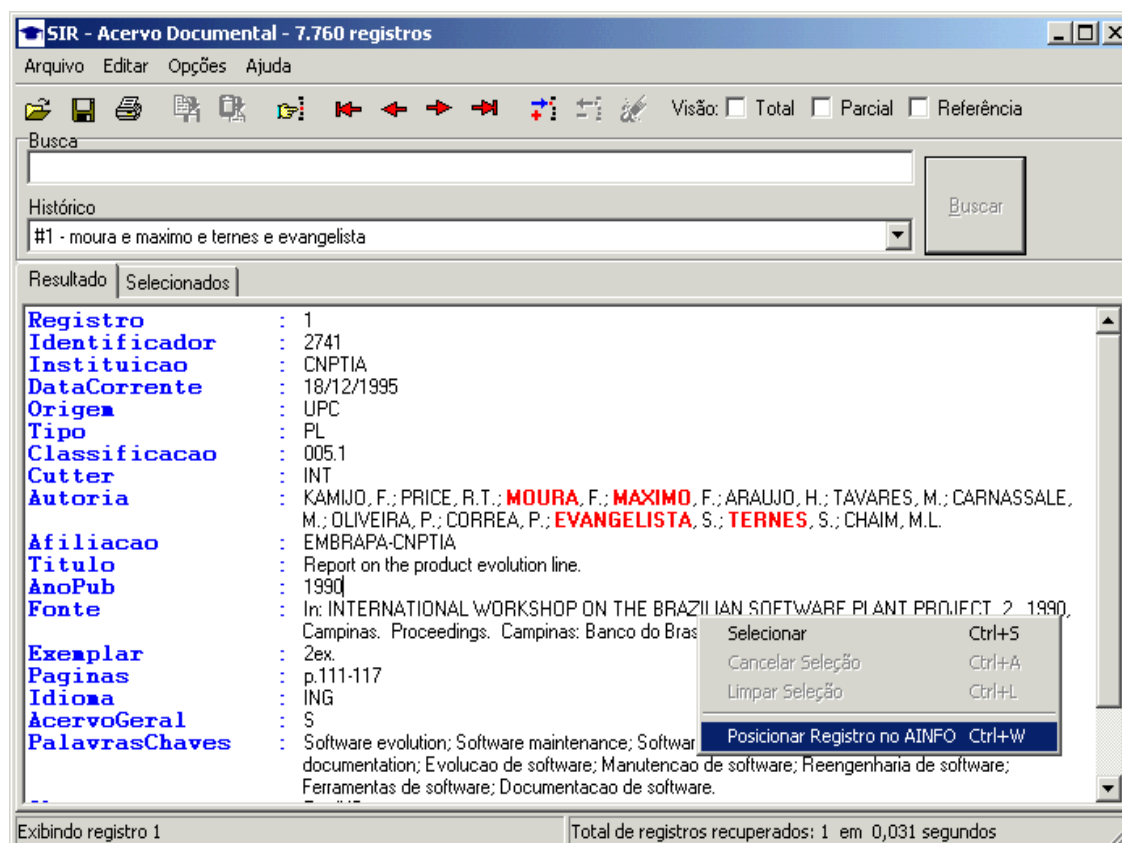 SIR - Acervo Documental - 7.760 registros
Arquivo Editar Opções Ajuda
Visão: Total Parcial Referência
Busca
Histórico
Buscar
#1 - moura e maximo e ternes e evangelista
Resultado Selecionados
Registro : 1
Identificador : 2741
Instituicao : CNPTIA
DataCorrente : 18/12/1995
Origem : UPC
Tipo : PL
Classificacao : 005.1
Cutter : INT
Autoria : KAMIJO, F.; PRICE, R.T.; MOURA, F.; MAXIMO, F.; ARAUJO, H.; TAVARES, M.; CARNASSALE,
M.; OLIVEIRA, P.; CORREA, P.; EVANGELISTA, S.; TERNES, S.; CHAIM, M.L.
Afiliacao : EMBRAPA-CNPTIA
Titulo : Report on the product evolution line.
AnoPub : 1990
Fonte : In: INTERNATIONAL WORKSHOP ON THE BRAZILIAN SOFTWARE PLANT PROJECT, 2., 1990,
Campinas. Proceedings. Campinas: Banco do Bras
Exemplar : 2ex.
Paginas : p.111-117
Idioma : ING
AcervoGeral : S
PalavrasChaves : Software evolution; Software maintenance; Softwar
documentation; Evolucao de software; Manutencao de software; Reengenharia de software;
Ferramentas de software; Documentacao de software.
Selecionar Ctrl+S
Cancelar Seleção Ctrl+A
Limpar Seleção Ctrl+L
Posicionar Registro no AINFO Ctrl+W
Exibindo registro 1
Total de registros recuperados: 1 em 0,031 segundos